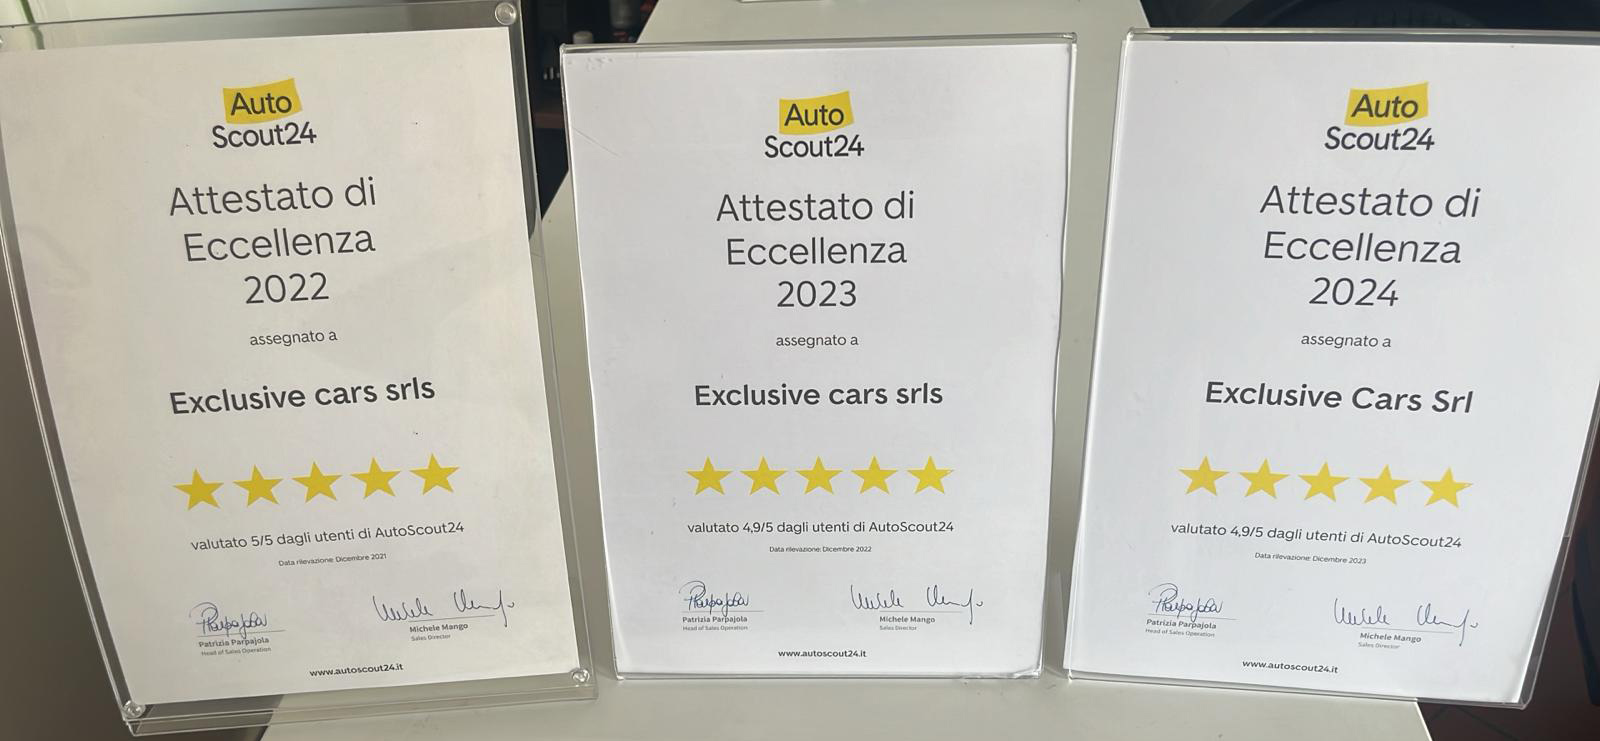 Auto
Scout24
Attestato di
Eccellenza
2022
assegnato a
Exclusive cars srls
valutato 5/5 dagli utenti di AutoScout24
Data rilevazione: Dicembre 2021
Patrizia Parpajola
Head of Sales Operation
Michele Mango
Sales Director
www.autoscout24.it
Auto
Scout24
Attestato di
Eccellenza
2023
assegnato a
Exclusive cars srls
valutato 4,9/5 dagli utenti di AutoScout24
Data rilevazione: Dicembre 2022
Patrizia Parpajola
Head of Sales Operation
Michele Mango
Sales Director
www.autoscout24.it
Auto
Scout24
Attestato di
Eccellenza
2024
assegnato a
Exclusive Cars Srl
valutato 4,9/5 dagli utenti di AutoScout24
Data rilevazione: Dicembre 2023
Patrizia Parpajola
Head of Sales Operation
Michele Mango
Sales Director
www.autoscout24.it